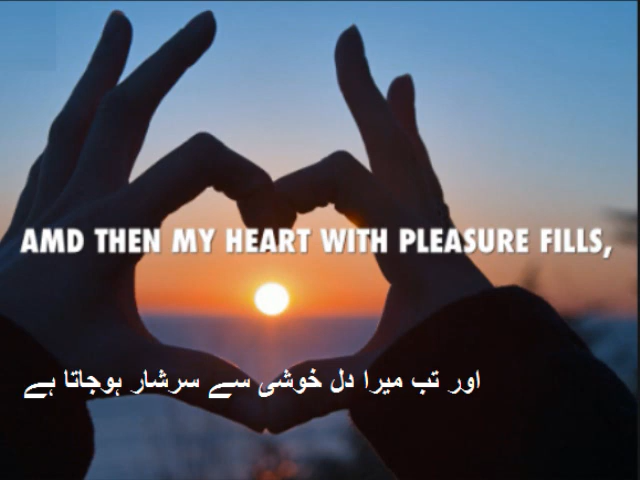 AMD THEN MY HEART WITH PLEASURE FILLS,
اور تب میرا دل خوشی سے سرشار ہوجاتا ہے